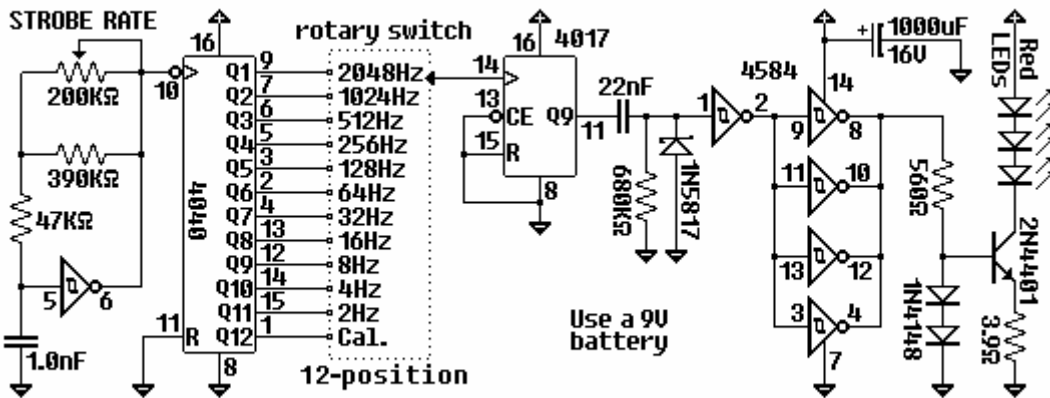 STROBE RATE
200KΩ
390KΩ
47KΩ
5
6
1.0nF
16
10
4040
11
R
8
Q1 9
Q2 7
Q3 6
Q4 5
Q5 3
Q6 2
Q7 4
Q8 13
Q9 12
Q10 14
Q11 15
Q12 1
rotary switch
2048Hz
1024Hz
512Hz
256Hz
128Hz
64Hz
32Hz
16Hz
8Hz
4Hz
2Hz
Cal.
12-position
16
4017
14
13
CE
Q9
11
15
R
8
22nF
680KΩ
1N5817
1
2
4584
14
9
8
11
10
13
12
3
4
7
Use a 9V
battery
+
1000uF
16V
560Ω
1N4148
Red
LEDs
2N4401
3.9Ω